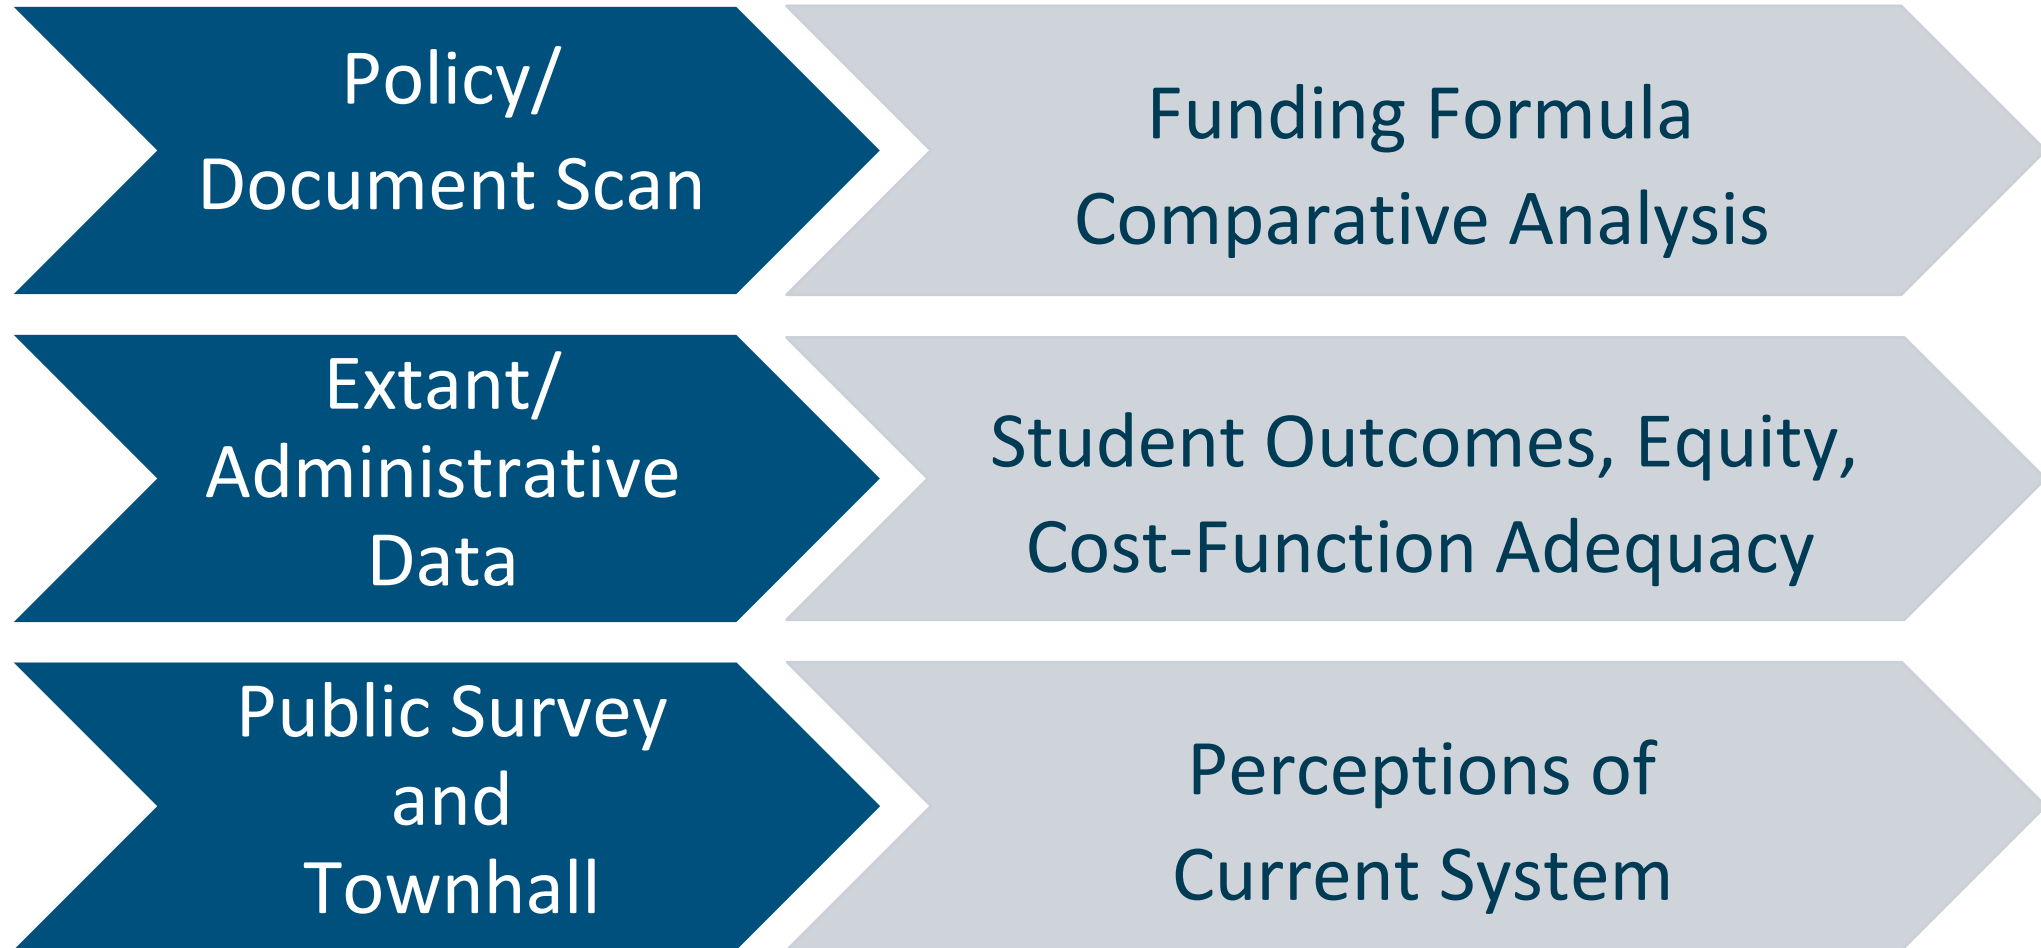 Policy/
Document Scan
Funding Formula
Comparative Analysis
Extant/
Administrative
Data
Student Outcomes, Equity,
Cost-Function Adequacy
Public Survey
and
Townhall
Perceptions of
Current System